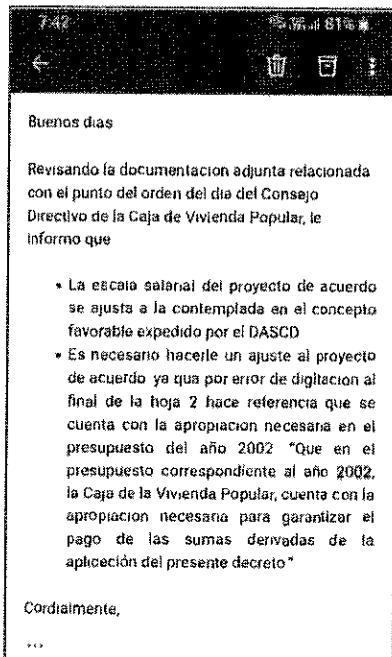 7:42 81%
Buenos dias
Revisando la documentacion adjunta relacionada
con el punto del orden del dia del Consejo
Directivo de la Caja de Vivienda Popular, le
informo que
• La escala salarial del proyecto de acuerdo
se ajusta a la contemplada en el concepto
favorable expedido por el DASCD
• Es necesario hacerle un ajuste al proyecto
de acuerdo ya qua por error de digitacion al
final de la hoja 2 hace referencia que se
cuenta con la apropiacion necesaria en el
presupuesto del año 2002 "Que en el
presupuesto correspondiente al año 2002,
la Caja de la Vivienda Popular, cuenta con la
apropiacion necesaria para garantizar el
pago de las sumas derivadas de la
aplicación del presente decreto"
Cordialmente,
...